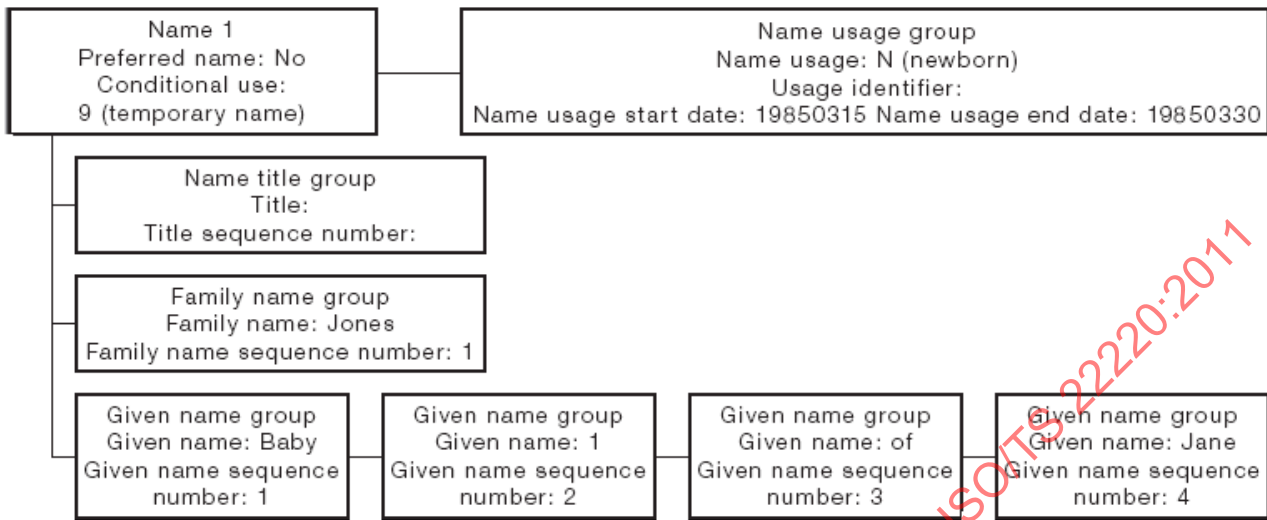 Name 1
Preferred name: No
Conditional use:
9 (temporary name)
Name usage group
Name usage: N (newborn)
Usage identifier:
Name usage start date: 19850315 Name usage end date: 19850330
Name title group
Title:
Title sequence number:
Family name group
Family name: Jones
Family name sequence number: 1
Given name group
Given name: Baby
Given name sequence
number: 1
Given name group
Given name: 1
Given name sequence
number: 2
Given name group
Given name: of
Given name sequence
number: 3
Given name group
Given name: Jane
Given name sequence
number: 4
ISO/TS 22220:2011